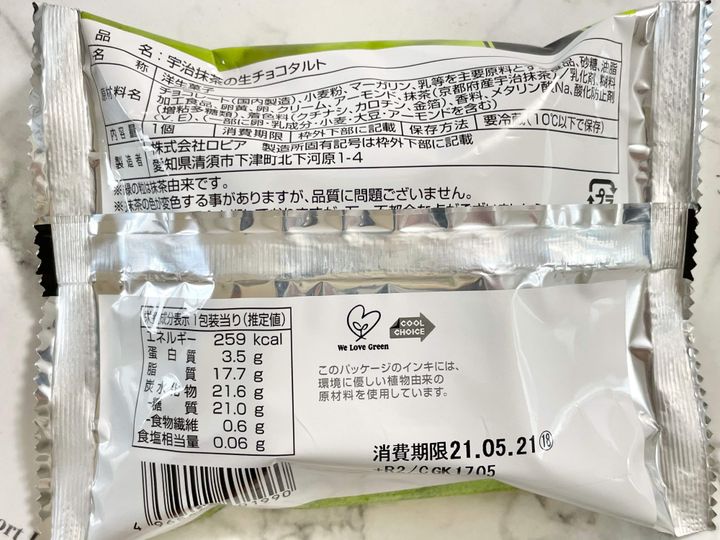 品名:宇治抹茶の生チョコタルト
名称 洋生菓子
原材料名 チョコレート(国内製造)、小麦粉、マーガリン、乳等を主要原料とする 食品、砂糖、油脂
加工食品、卵黄、卵、クリーム、アーモンド、抹茶(京都府産宇治抹茶)/乳化剤、
(増粘多糖類)、着色料(クチナシ、カロチン、金箔)、香料、メタリン酸Na、酸化防止剤
(V.E)、(一部に卵・乳成分・小麦・大豆・アーモンドを含む)
内容量 1個 消費期限 枠外下部に記載 保存方法 要冷蔵(10℃以下で保存)
製造者 株式会社ロピア 製造所固有記号は枠外下部に記載
愛知県清須市下津町北下河原1-4
の粒は抹茶由来です。
※抹茶の色が変色する事がありますが、品質に問題ございません。
成分表示 1包装当り(推定値)
エネルギー 259 kcal
蛋白質 3.5 g
脂質 17.7 g
炭水化物 21.6 g
-糖質 21.0 g
-食物繊維 0.6 g
食塩相当量 0.06 g
We Love Green
COOL CHOICE
このパッケージのインキには、
環境に優しい植物由来の
原材料を使用しています。
消費期限21.05.21⑱
+R2/CGK1705